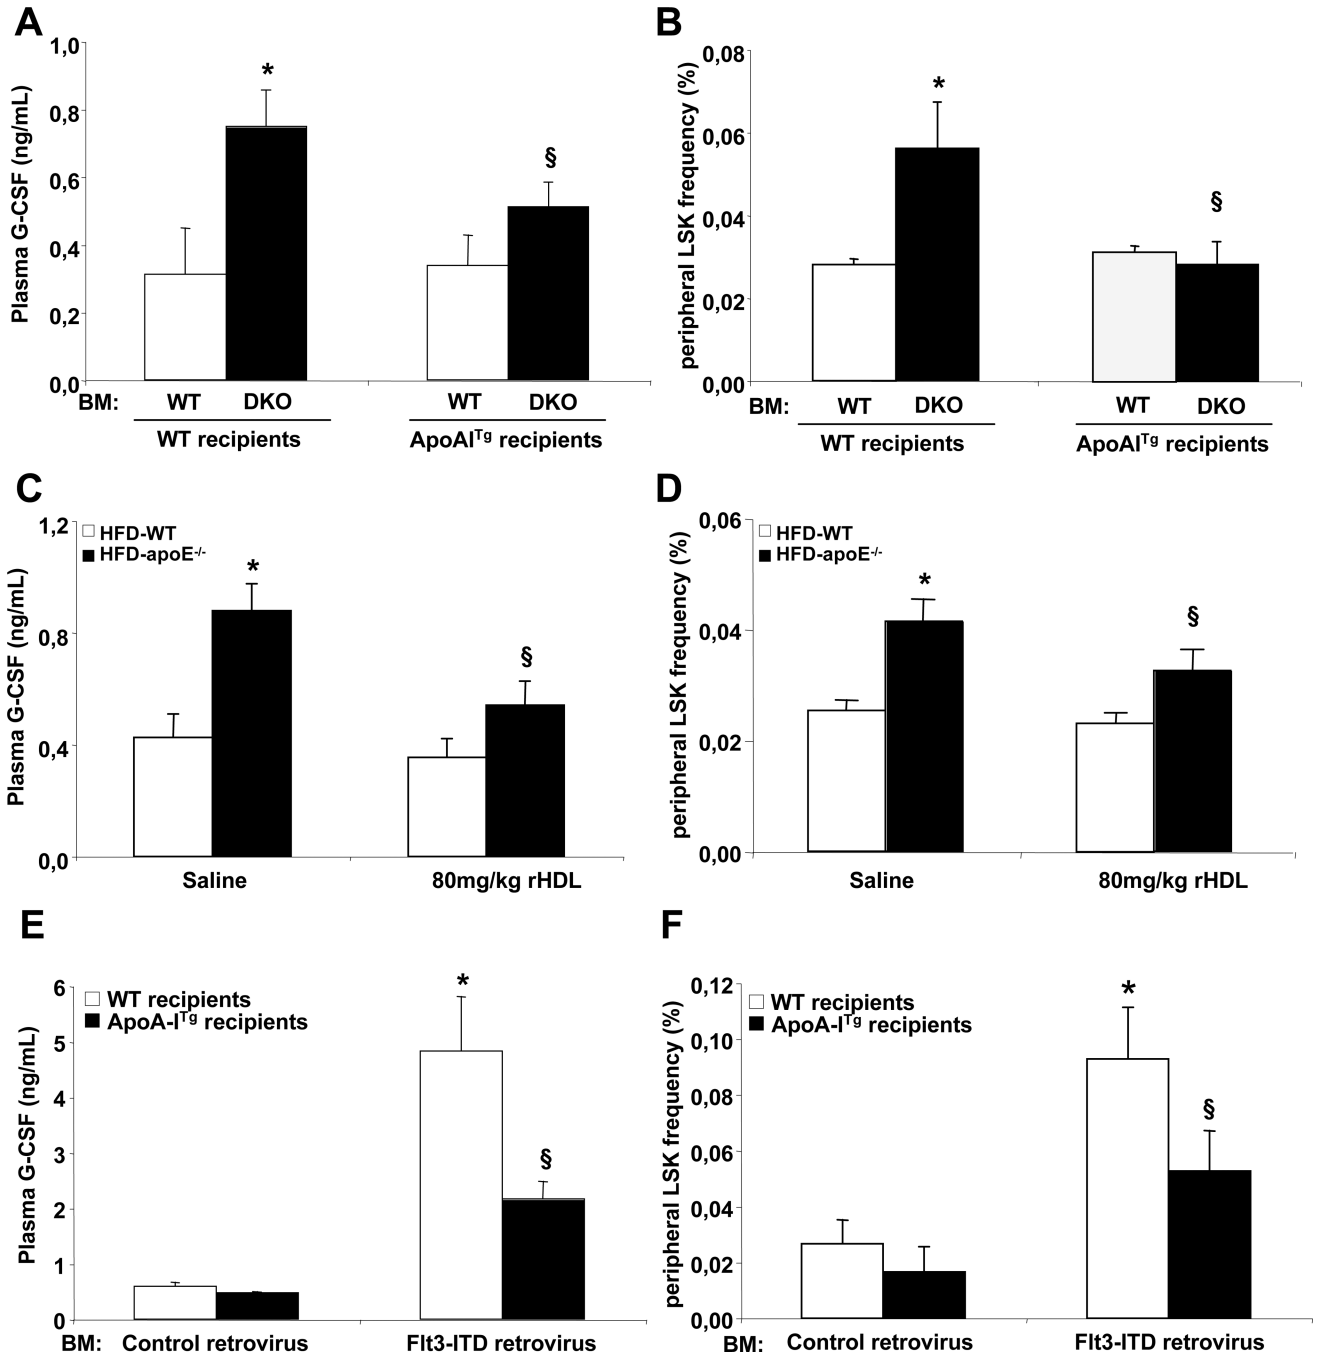 A
Plasma G-CSF (ng/mL)
1,0
0,8
0,6
0,4
0,2
0,0
*
§
BM: WT DKO WT DKO
WT recipients ApoAI^Tg recipients
B
peripheral LSK frequency (%)
0,08
0,06
0,04
0,02
0,00
*
§
BM: WT DKO WT DKO
WT recipients ApoAI^Tg recipients
C
Plasma G-CSF (ng/mL)
1,2
0,8
0,4
0,0
HFD-WT
HFD-apoE-/-
*
§
Saline 80mg/kg rHDL
D
peripheral LSK frequency (%)
0,06
0,04
0,02
0,00
HFD-WT
HFD-apoE-/-
*
§
Saline 80mg/kg rHDL
E
Plasma G-CSF (ng/mL)
6
5
4
3
2
1
0
WT recipients
ApoA-I^Tg recipients
*
§
BM: Control retrovirus Flt3-ITD retrovirus
F
peripheral LSK frequency (%)
0,12
0,10
0,08
0,06
0,04
0,02
0,00
WT recipients
ApoA-I^Tg recipients
*
§
BM: Control retrovirus Flt3-ITD retrovirus